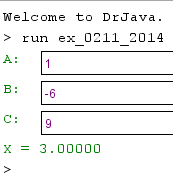 Welcome to DrJava.
> run ex_0211_2014
A: 1
B: -6
C: 9
x = 3.00000
>